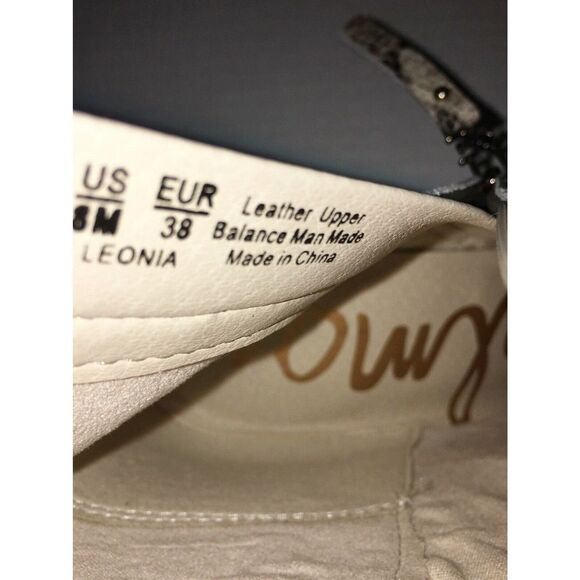 US EUR Leather Upper
8M 38 Balance Man Made
LEONIA Made in China